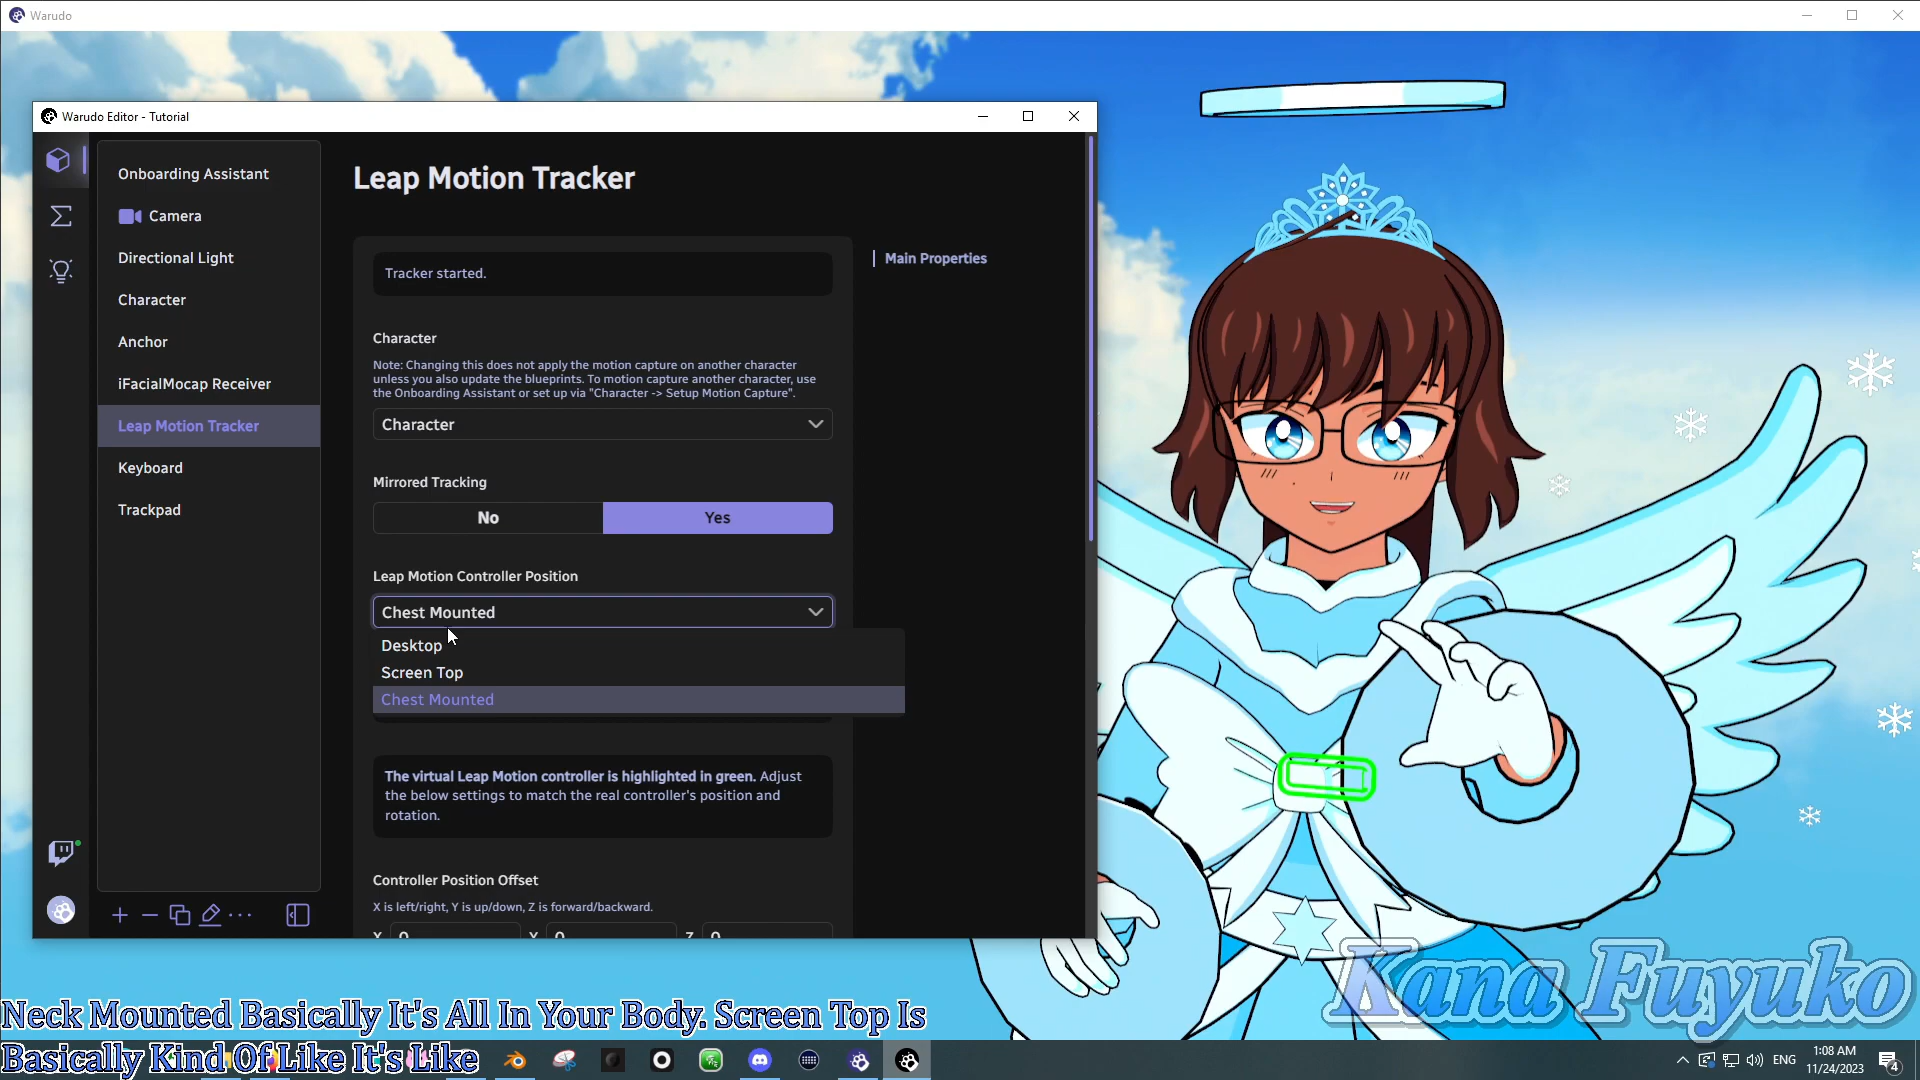 Warudo
Warudo Editor - Tutorial
Onboarding Assistant
Camera
Directional Light
Character
Anchor
iFacialMocap Receiver
Leap Motion Tracker
Keyboard
Trackpad
Leap Motion Tracker
Main Properties
Tracker started.
Character
Note: Changing this does not apply the motion capture on another character
unless you also update the blueprints. To motion capture another character, use
the Onboarding Assistant or set up via "Character -> Setup Motion Capture".
Character
Mirrored Tracking
No
Yes
Leap Motion Controller Position
Chest Mounted
Desktop
Screen Top
Chest Mounted
The virtual Leap Motion controller is highlighted in green. Adjust
the below settings to match the real controller's position and
rotation.
Controller Position Offset
X is left/right, Y is up/down, Z is forward/backward.
X 0 Y 0 Z 0
Kana Fuyuko
Neck Mounted Basically It's All In Your Body. Screen Top Is
Basically Kind Of Like It's Like
ENG
1:08 AM
11/24/2023
4